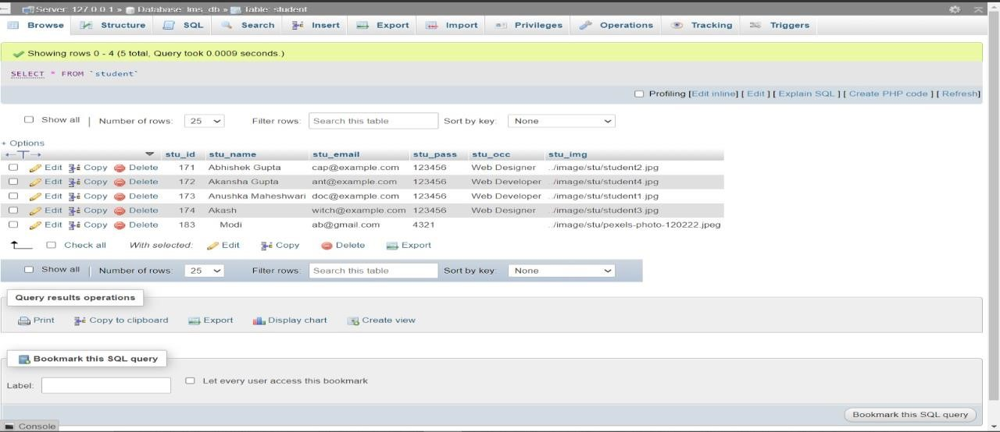 Server: 127.0.0.1 » Database: lms_db » Table: student
Browse Structure SQL Search Insert Export Import Privileges Operations Tracking Triggers
Showing rows 0 - 4 (5 total, Query took 0.0009 seconds.)
SELECT * FROM `student`
Profiling [Edit inline] [ Edit ] [ Explain SQL ] [ Create PHP code ] [ Refresh]
Show all | Number of rows: 25 Filter rows: Search this table Sort by key: None
+ Options
←T→ stu_id stu_name stu_email stu_pass stu_occ stu_img
Edit Copy Delete 171 Abhishek Gupta cap@example.com 123456 Web Designer ../image/stu/student2.jpg
Edit Copy Delete 172 Akansha Gupta ant@example.com 123456 Web Developer ../image/stu/student4.jpg
Edit Copy Delete 173 Anushka Maheshwari doc@example.com 123456 Web Developer ../image/stu/student1.jpg
Edit Copy Delete 174 Akash witch@example.com 123456 Web Designer ../image/stu/student3.jpg
Edit Copy Delete 183 Modi ab@gmail.com 4321 ../image/stu/pexels-photo-120222.jpeg
Check all With selected: Edit Copy Delete Export
Show all | Number of rows: 25 Filter rows: Search this table Sort by key: None
Query results operations
Print Copy to clipboard Export Display chart Create view
Bookmark this SQL query
Label: Let every user access this bookmark
Bookmark this SQL query
Console